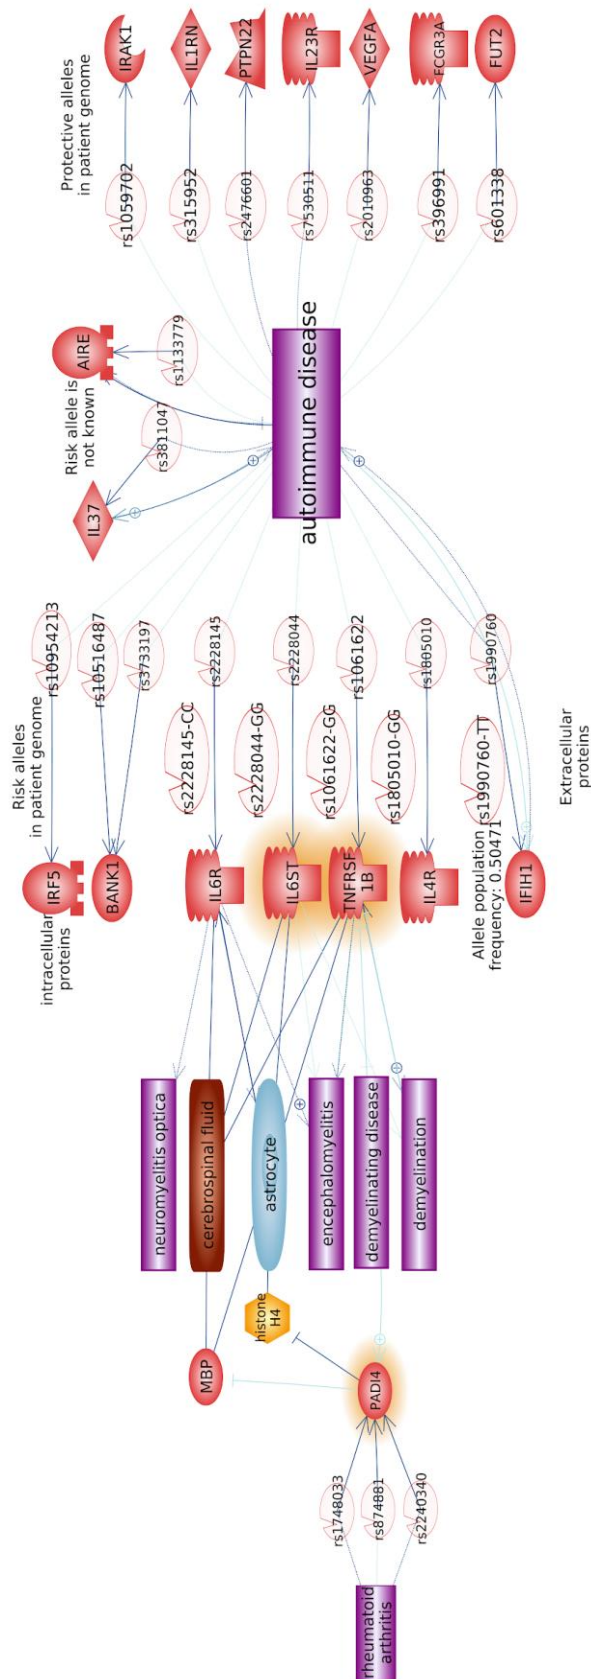 Protective alleles
in patient genome
IRAK1
IL1RN
PTPN22
IL23R
VEGFA
FCGR3A
FUT2
rs1059702
rs315952
rs2476601
rs7530511
rs2010963
rs396991
rs601338
Risk allele is
not known
AIRE
rs1133779
rs3811047
IL37
autoimmune disease
Risk alleles
in patient genome
rs10954213
rs10516487
rs3733197
rs2228145
rs2228044
rs1061622
rs1805010
rs1990760
rs2228145-CC
rs2228044-GG
rs1061622-GG
rs1805010-GG
rs1990760-TT
Extracellular
proteins
intracellular
proteins
IRF5
BANK1
IL6R
IL6ST
TNFRSF
1B
IL4R
Allele population
frequency: 0.50471
IFIH1
neuromyelitis optica
cerebrospinal fluid
astrocyte
encephalomyelitis
demyelinating disease
demyelination
histone
H4
MBP
PADI4
rs1748033
rs874881
rs2240340
rheumatoid
arthritis